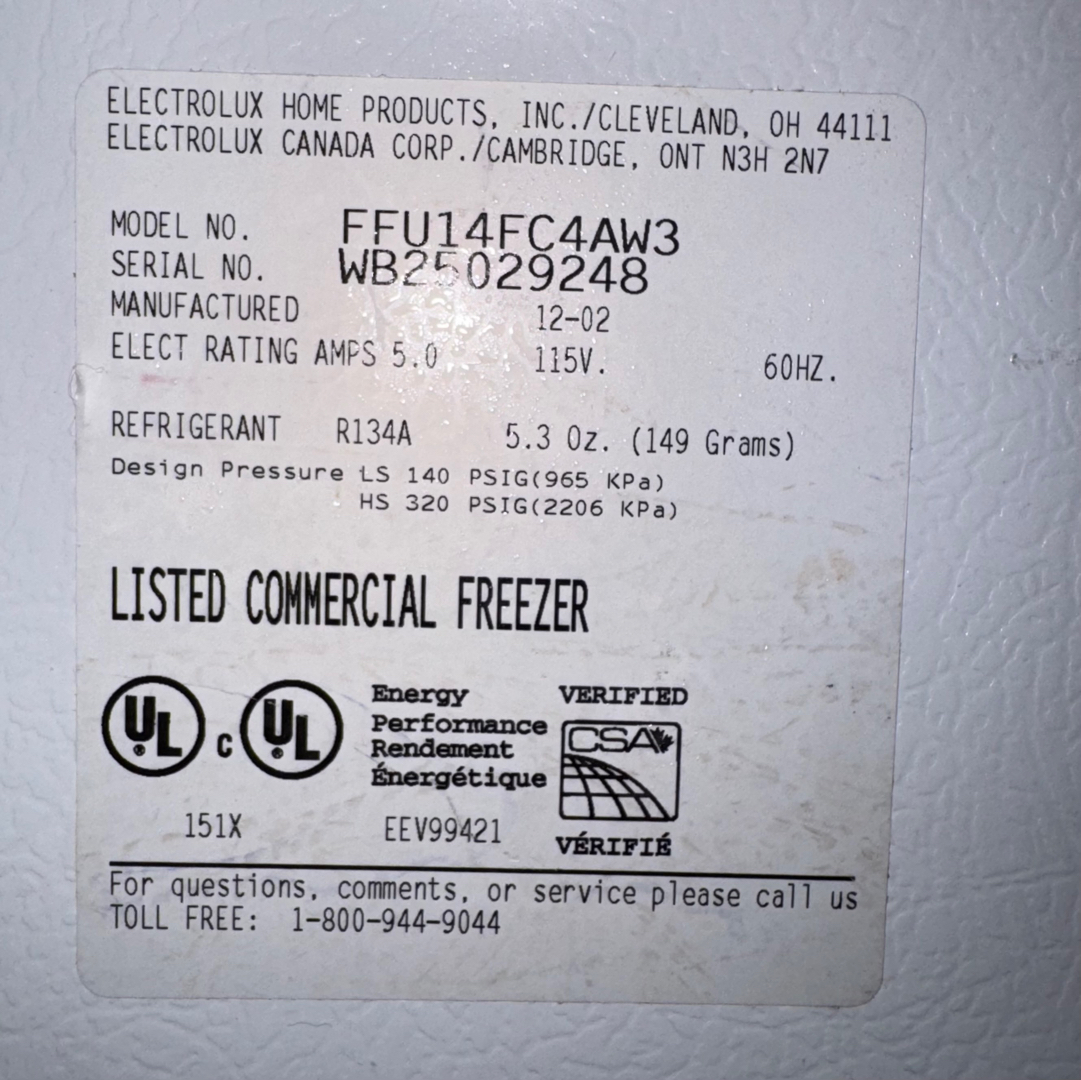 ELECTROLUX HOME PRODUCTS, INC./CLEVELAND, OH 44111
ELECTROLUX CANADA CORP./CAMBRIDGE, ONT N3H 2N7
MODEL NO. FFU14FC4AW3
SERIAL NO. WB25029248
MANUFACTURED 12-02
ELECT RATING AMPS 5.0 115V. 60HZ.
REFRIGERANT R134A 5.3 Oz. (149 Grams)
Design Pressure LS 140 PSIG(965 KPa)
HS 320 PSIG(2206 KPa)
LISTED COMMERCIAL FREEZER
UL ® c UL ®
Energy
Performance
Rendement
Énergétique
VERIFIED
CSA
VÉRIFIÉ
151X EEV99421
For questions, comments, or service please call us
TOLL FREE: 1-800-944-9044